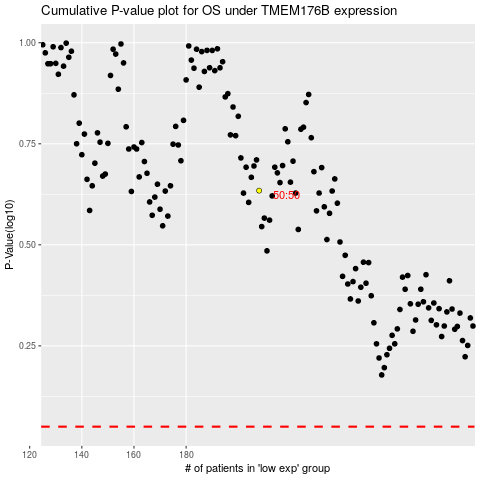 Cumulative P-value plot for OS under TMEM176B expression
P-Value(log10)
1.00
0.75
0.50
0.25
50:50
120 140 160 180
# of patients in 'low exp' group